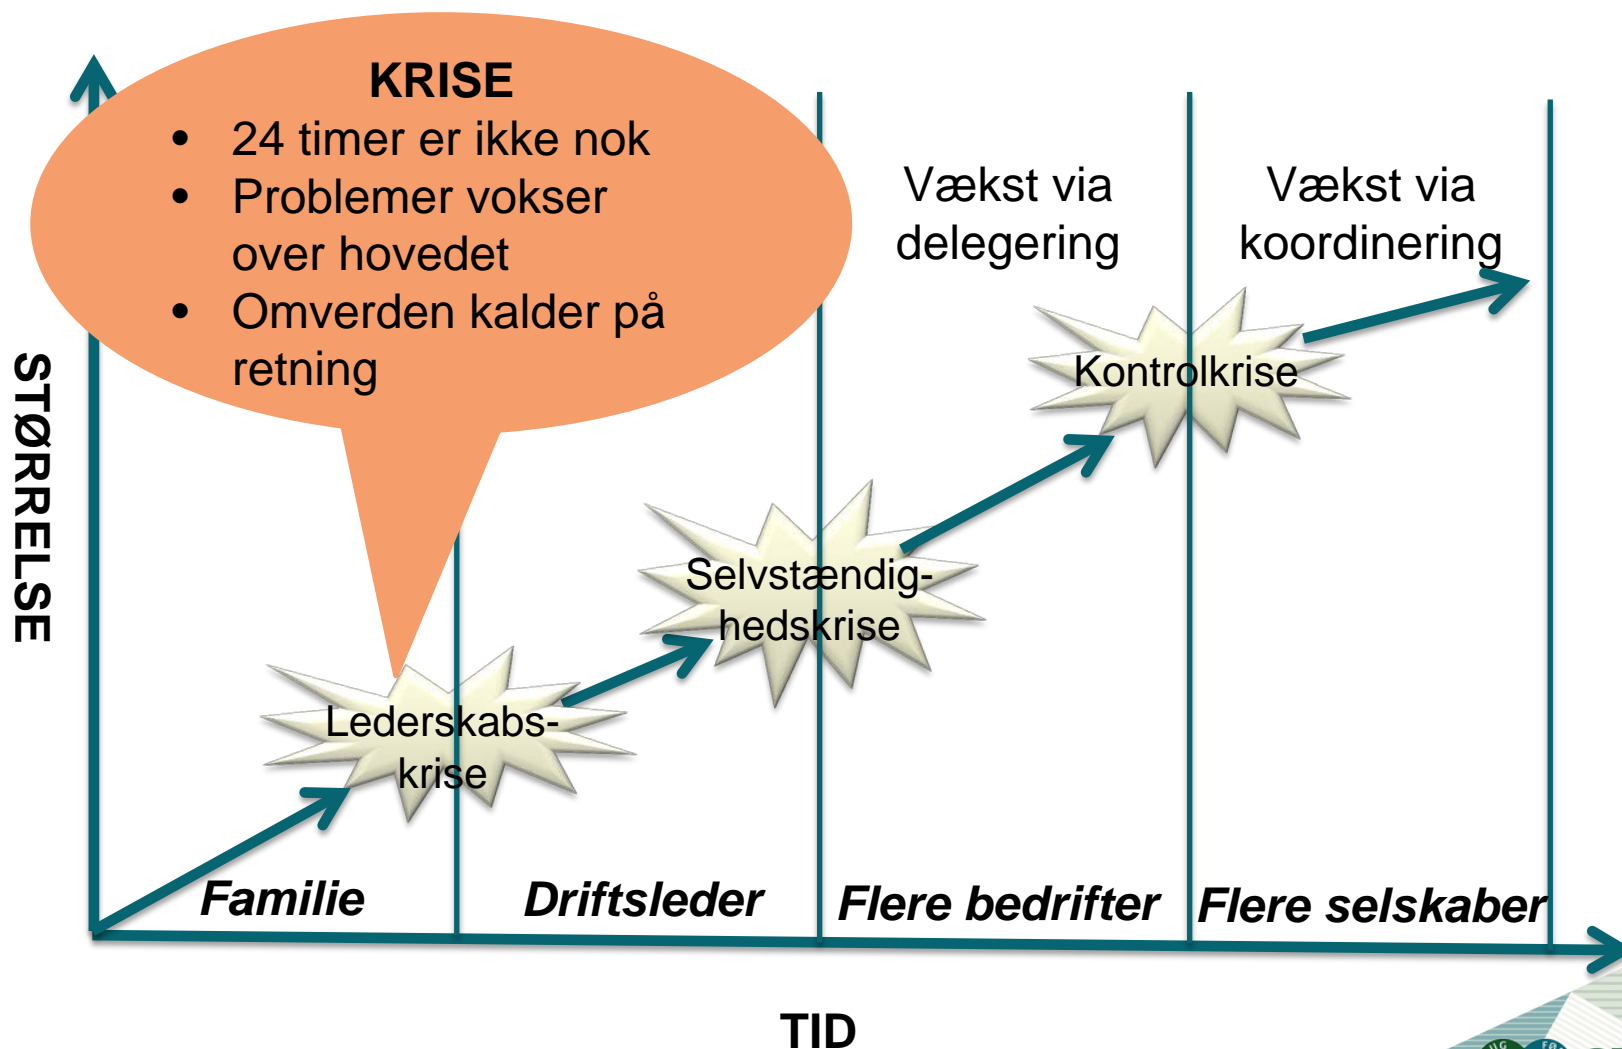 KRISE
• 24 timer er ikke nok
• Problemer vokser
over hovedet
• Omverden kalder på
retning
Vækst via
delegering
Vækst via
koordinering
STØRRELSE
Kontrolkrise
Selvstændig-
hedskrise
Lederskabs-
krise
Familie
Driftsleder
Flere bedrifter
Flere selskaber
TID